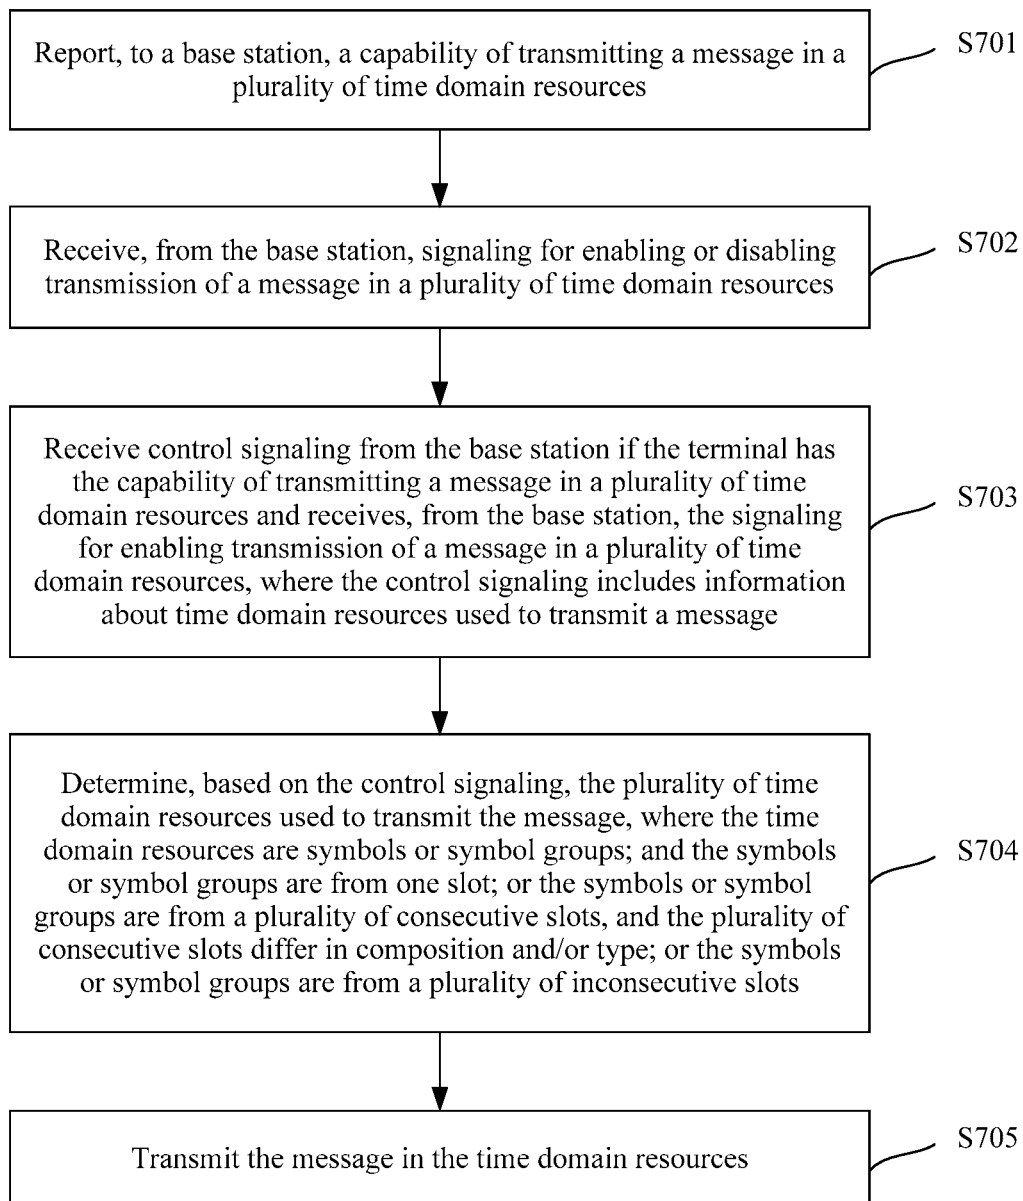 Report, to a base station, a capability of transmitting a message in a
plurality of time domain resources
S701
Receive, from the base station, signaling for enabling or disabling
transmission of a message in a plurality of time domain resources
S702
Receive control signaling from the base station if the terminal has
the capability of transmitting a message in a plurality of time
domain resources and receives, from the base station, the signaling
for enabling transmission of a message in a plurality of time
domain resources, where the control signaling includes information
about time domain resources used to transmit a message
S703
Determine, based on the control signaling, the plurality of time
domain resources used to transmit the message, where the time
domain resources are symbols or symbol groups; and the symbols
or symbol groups are from one slot; or the symbols or symbol
groups are from a plurality of consecutive slots, and the plurality of
consecutive slots differ in composition and/or type; or the symbols
or symbol groups are from a plurality of inconsecutive slots
S704
Transmit the message in the time domain resources
S705